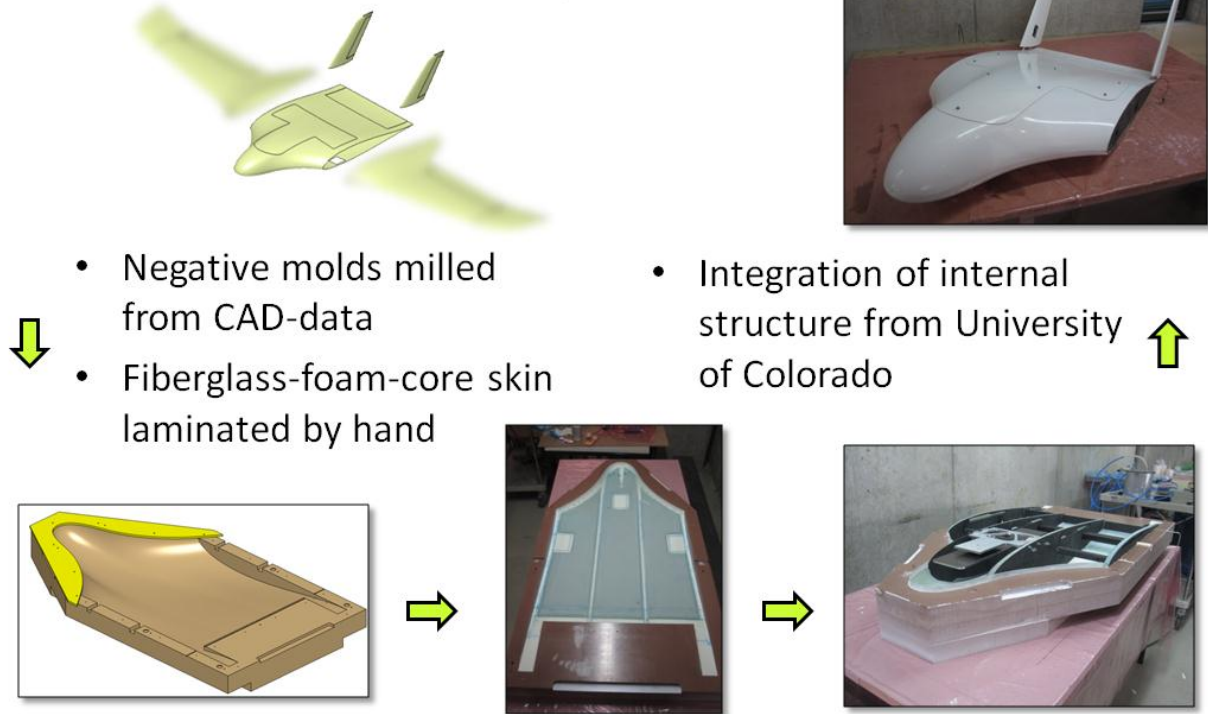 • Negative molds milled
from CAD-data
• Fiberglass-foam-core skin
laminated by hand
• Integration of internal
structure from University
of Colorado